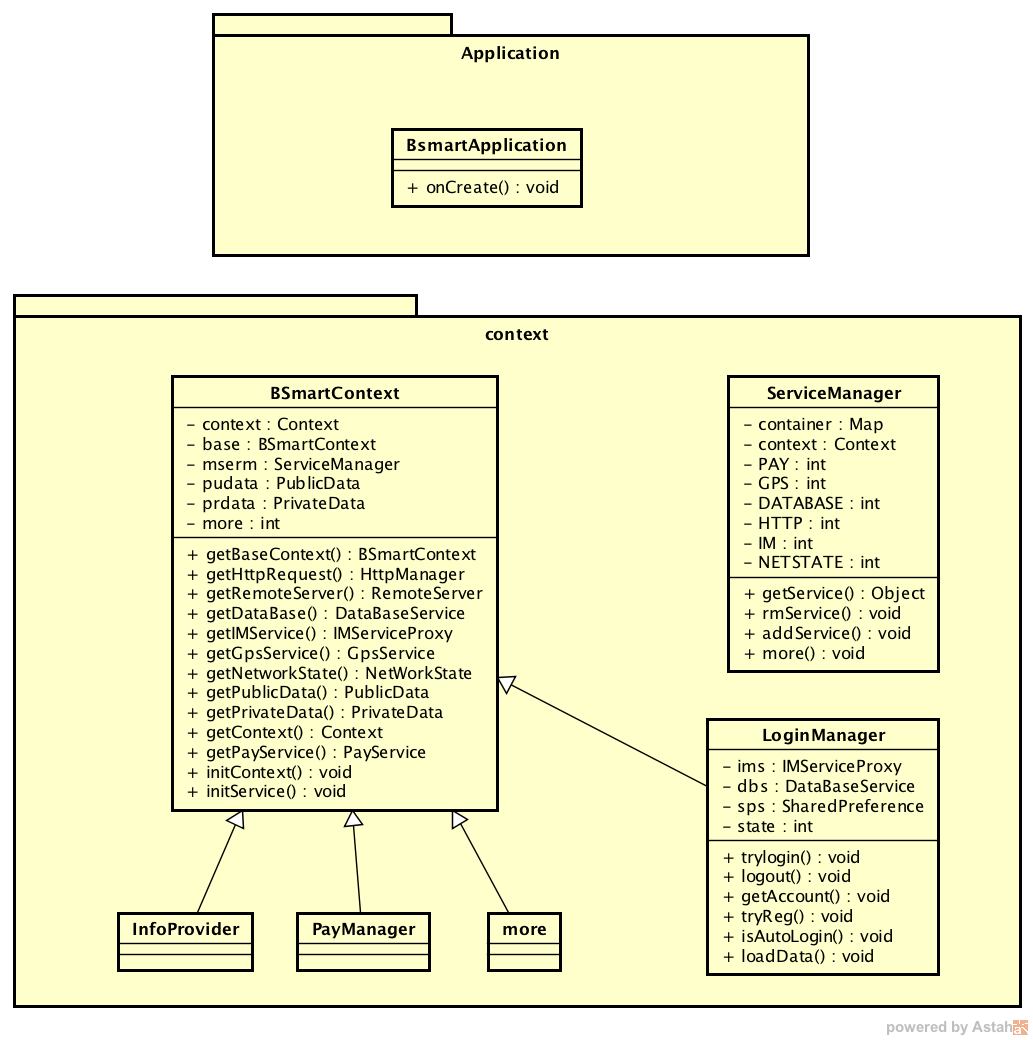 Application
BsmartApplication
+ onCreate() : void
context
BSmartContext
- context : Context
- base : BSmartContext
- mserm : ServiceManager
- pudata : PublicData
- prdata : PrivateData
- more : int
+ getBaseContext() : BSmartContext
+ getHttpRequest() : HttpManager
+ getRemoteServer() : RemoteServer
+ getDataBase() : DataBaseService
+ getIMService() : IMServiceProxy
+ getGpsService() : GpsService
+ getNetworkState() : NetWorkState
+ getPublicData() : PublicData
+ getPrivateData() : PrivateData
+ getContext() : Context
+ getPayService() : PayService
+ initContext() : void
+ initService() : void
ServiceManager
- container : Map
- context : Context
- PAY : int
- GPS : int
- DATABASE : int
- HTTP : int
- IM : int
- NETSTATE : int
+ getService() : Object
+ rmService() : void
+ addService() : void
+ more() : void
LoginManager
- ims : IMServiceProxy
- dbs : DataBaseService
- sps : SharedPreference
- state : int
+ trylogin() : void
+ logout() : void
+ getAccount() : void
+ tryReg() : void
+ isAutoLogin() : void
+ loadData() : void
InfoProvider
PayManager
more
powered by Astah